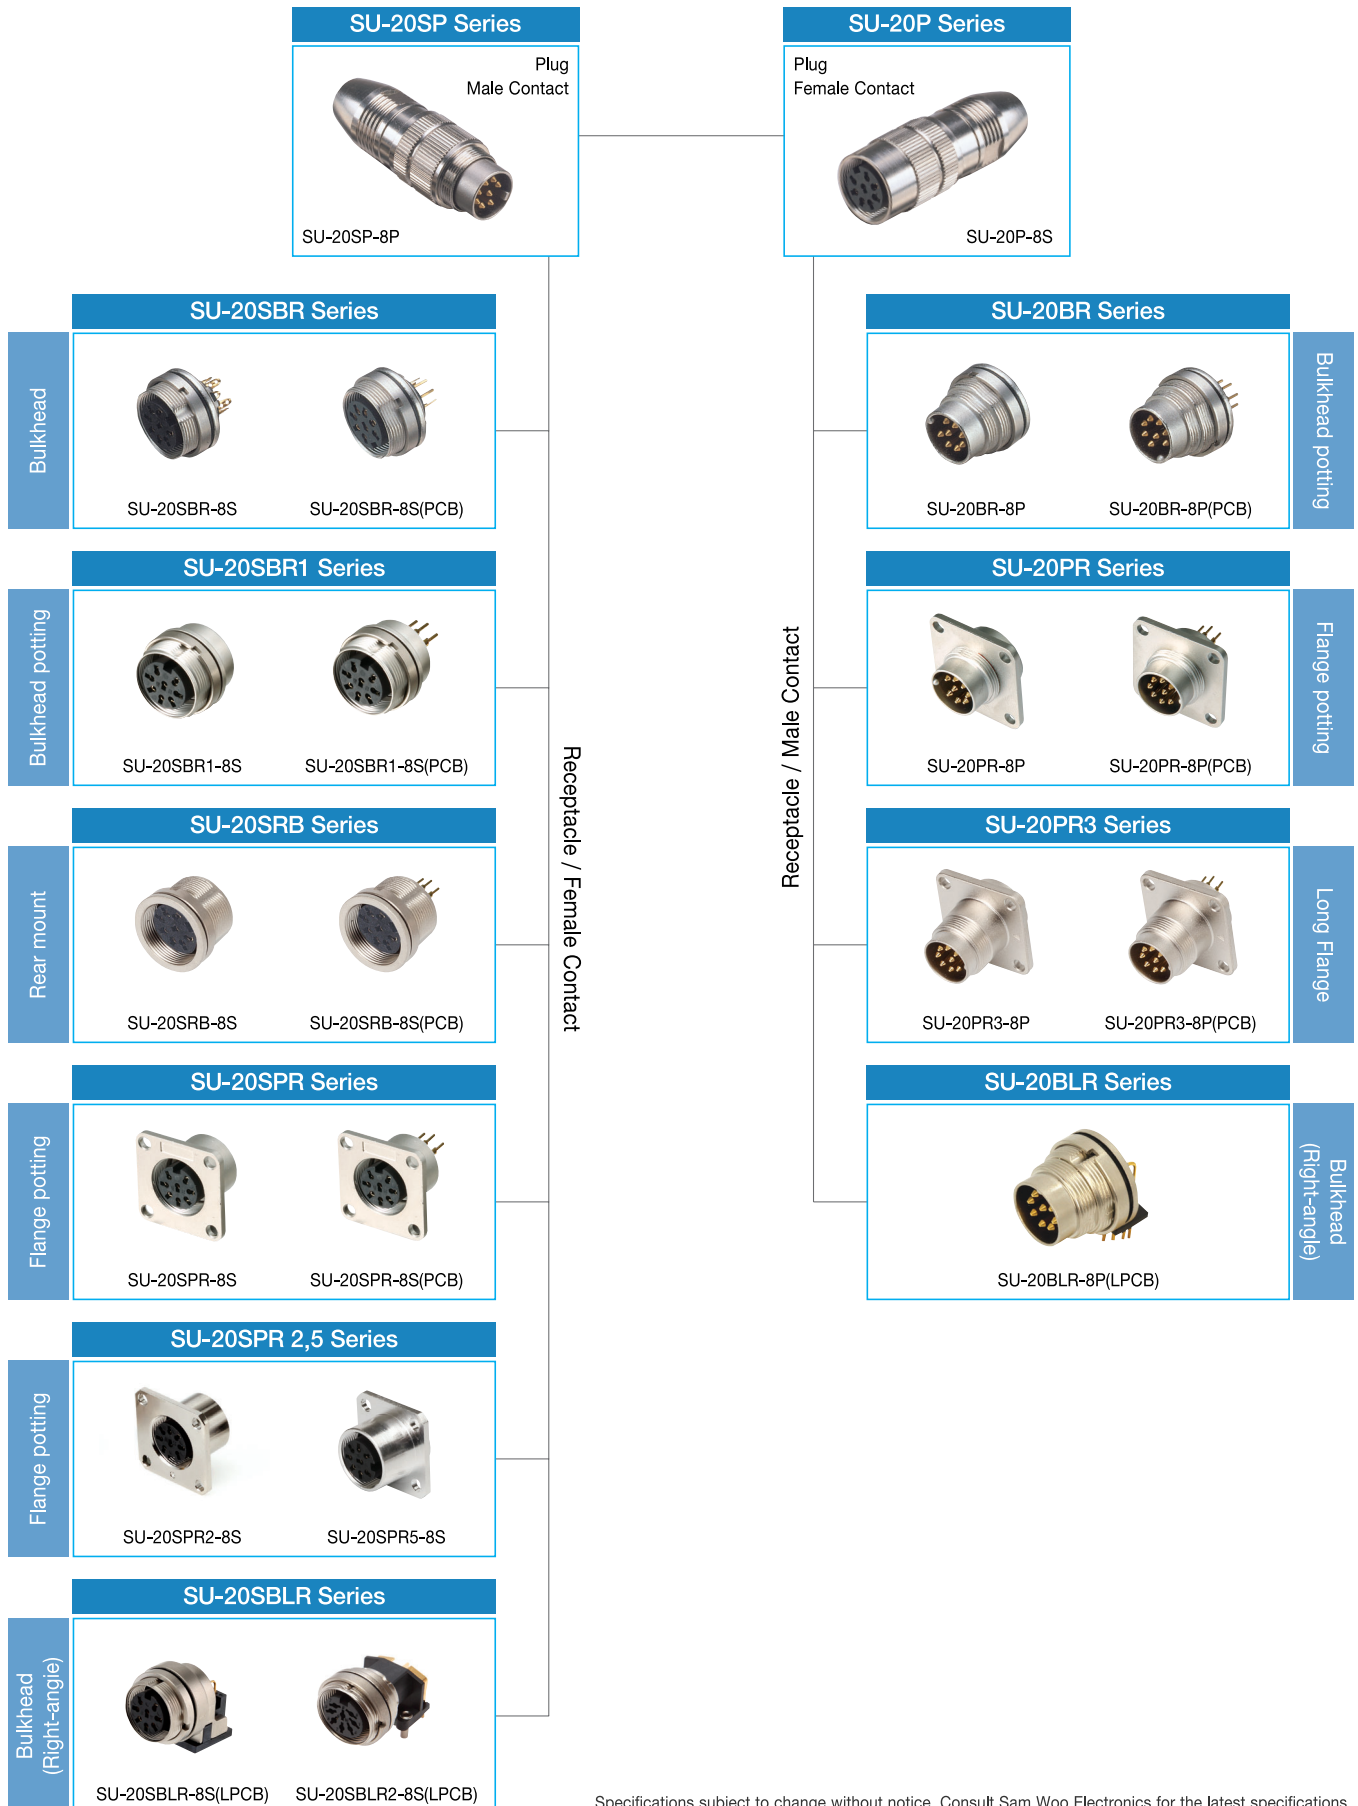 SU-20SP Series
Plug
Male Contact
SU-20SP-8P
SU-20P Series
Plug
Female Contact
SU-20P-8S
SU-20SBR Series
Bulkhead
SU-20SBR-8S
SU-20SBR-8S(PCB)
SU-20SBR1 Series
Bulkhead potting
SU-20SBR1-8S
SU-20SBR1-8S(PCB)
SU-20SRB Series
Rear mount
SU-20SRB-8S
SU-20SRB-8S(PCB)
SU-20SPR Series
Flange potting
SU-20SPR-8S
SU-20SPR-8S(PCB)
SU-20SPR 2,5 Series
Flange potting
SU-20SPR2-8S
SU-20SPR5-8S
SU-20SBLR Series
Bulkhead
(Right-angie)
SU-20SBLR-8S(LPCB)
SU-20SBLR2-8S(LPCB)
Receptacle / Female Contact
Receptacle / Male Contact
SU-20BR Series
Bulkhead potting
SU-20BR-8P
SU-20BR-8P(PCB)
SU-20PR Series
Flange potting
SU-20PR-8P
SU-20PR-8P(PCB)
SU-20PR3 Series
Long Flange
SU-20PR3-8P
SU-20PR3-8P(PCB)
SU-20BLR Series
Bulkhead
(Right-angle)
SU-20BLR-8P(LPCB)
Specifications subject to change without notice. Consult Sam Woo Electronics for the latest specifications.